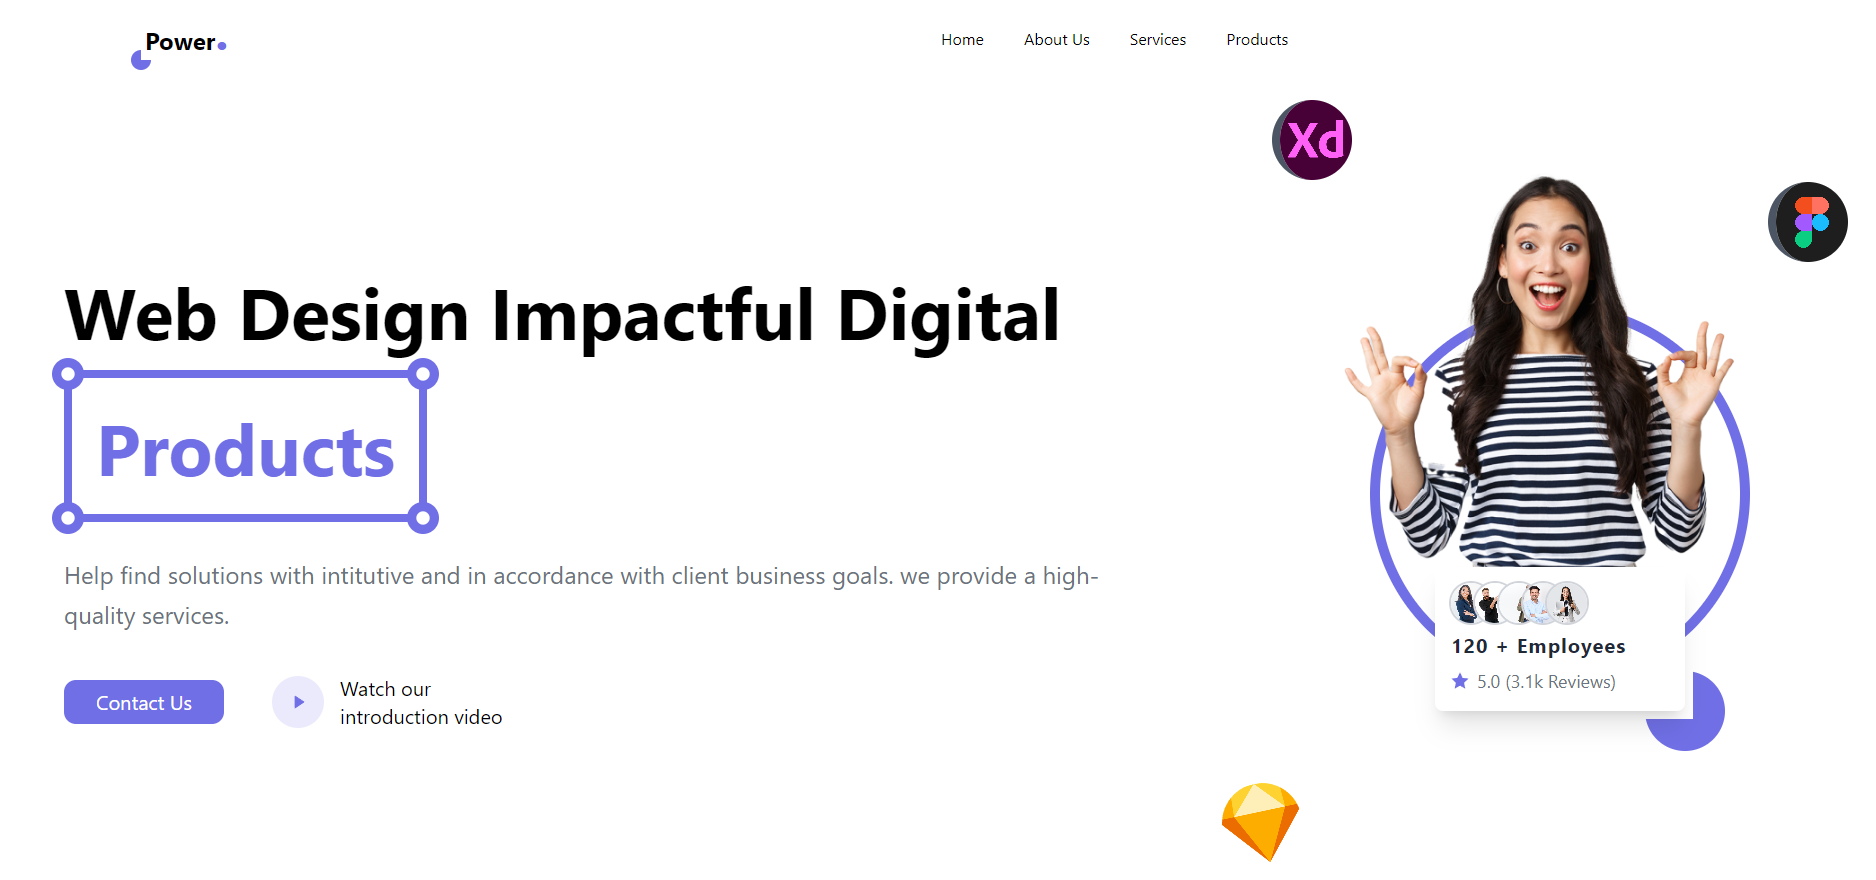 Power
Home About Us Services Products
Xd
Web Design Impactful Digital
Products
Help find solutions with intitutive and in accordance with client business goals. we provide a high-
quality services.
Contact Us
Watch our
introduction video
120 + Employees
5.0 (3.1k Reviews)